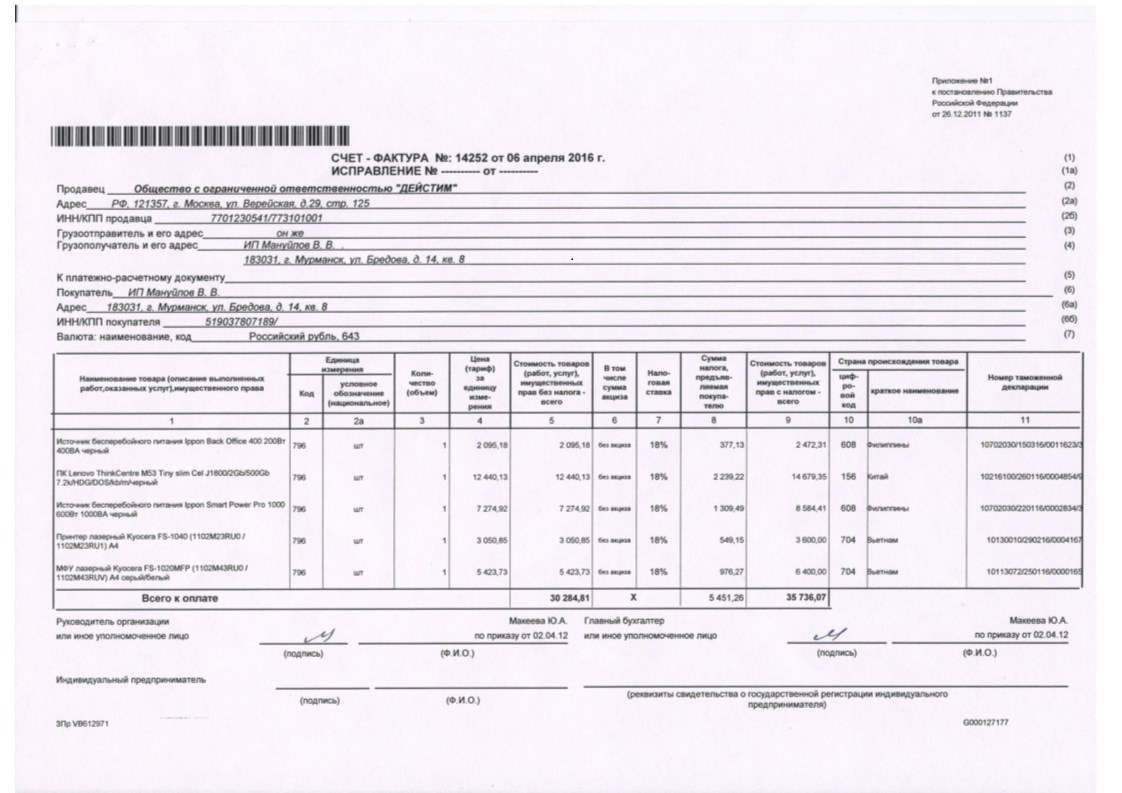 Приложение №1
к постановлению Правительства
Российской Федерации
от 26.12.2011 № 1137
СЧЕТ - ФАКТУРА №: 14252 от 06 апреля 2016 г. (1)
ИСПРАВЛЕНИЕ № ---------- от ---------- (1а)
Продавец Общество с ограниченной ответственностью "ДЕЙСТИМ" (2)
Адрес РФ, 121357, г. Москва, ул. Верейская, д.29, стр. 125 (2а)
ИНН/КПП продавца 7701230541/773101001 (2б)
Грузоотправитель и его адрес он же (3)
Грузополучатель и его адрес ИП Мануйлов В. В. . (4)
183031, г. Мурманск, ул. Бредова, д. 14, кв. 8
К платежно-расчетному документу (5)
Покупатель ИП Мануйлов В. В. (6)
Адрес 183031, г. Мурманск, ул. Бредова, д. 14, кв. 8 (6а)
ИНН/КПП покупателя 519037807189/ (6б)
Валюта: наименование, код Российский рубль, 643 (7)
Наименование товара (описание выполненных работ,оказанных услуг),имущественного права
Единица измерения
Код
условное обозначение (национальное)
Коли-чество (объем)
Цена (тариф) за единицу изме-рения
Стоимость товаров (работ, услуг), имущественных прав без налога - всего
В том числе сумма акциза
Нало-говая ставка
Сумма налога, предъяв-ляемая покупа-телю
Стоимость товаров (работ, услуг), имущественных прав с налогом - всего
Страна происхождения товара
циф-ро-вой код
краткое наименование
Номер таможенной декларации
1 2 2а 3 4 5 6 7 8 9 10 10а 11
Источник бесперебойного питания Ippon Back Office 400 200Вт 400ВА черный 796 шт 1 2 095,18 2 095,18 без акциза 18% 377,13 2 472,31 608 Филиппины 10702030/150316/0011623/3
ПК Lenovo ThinkCentre M53 Tiny slim Cel J1800/2Gb/500Gb 7.2k/HDG/DOS/kb/m/черный 796 шт 1 12 440,13 12 440,13 без акциза 18% 2 239,22 14 679,35 156 Китай 10216100/260116/0004854/9
Источник бесперебойного питания Ippon Smart Power Pro 1000 600Вт 1000ВА черный 796 шт 1 7 274,92 7 274,92 без акциза 18% 1 309,49 8 584,41 608 Филиппины 10702030/220116/0002834/3
Принтер лазерный Kyocera FS-1040 (1102M23RU0 / 1102M23RU1) A4 796 шт 1 3 050,85 3 050,85 без акциза 18% 549,15 3 600,00 704 Вьетнам 10130010/290216/0004167
МФУ лазерный Kyocera FS-1020MFP (1102M43RU0 / 1102M43RUV) A4 серый/белый 796 шт 1 5 423,73 5 423,73 без акциза 18% 976,27 6 400,00 704 Вьетнам 10113072/250116/0000165
Всего к оплате 30 284,81 X 5 451,26 35 736,07
Руководитель организации Макеева Ю.А. Главный бухгалтер Макеева Ю.А.
или иное уполномоченное лицо по приказу от 02.04.12 или иное уполномоченное лицо по приказу от 02.04.12
(подпись) (Ф.И.О.) (подпись) (Ф.И.О.)
Индивидуальный предприниматель
(подпись) (Ф.И.О.) (реквизиты свидетельства о государственной регистрации индивидуального
предпринимателя)
ЗПр VB612971 G000127177